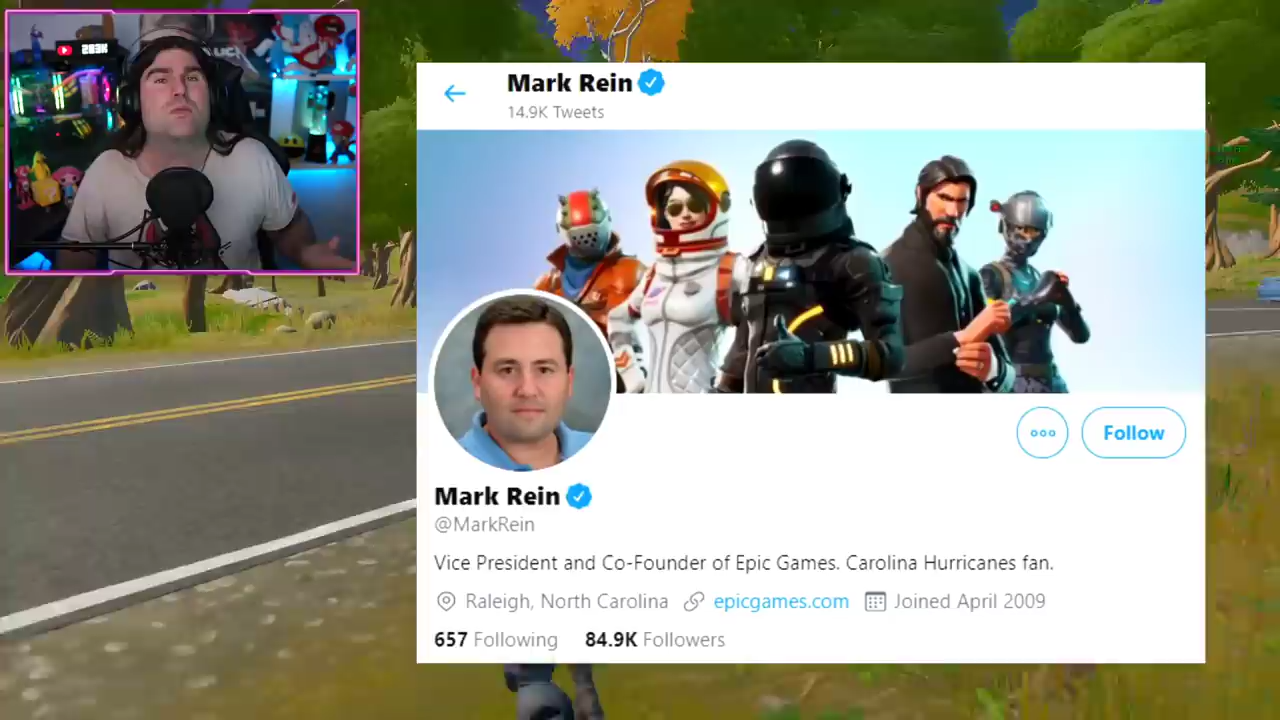 283K
Mark Rein
14.9K Tweets
Follow
Mark Rein
@MarkRein
Vice President and Co-Founder of Epic Games. Carolina Hurricanes fan.
Raleigh, North Carolina epicgames.com Joined April 2009
657 Following 84.9K Followers